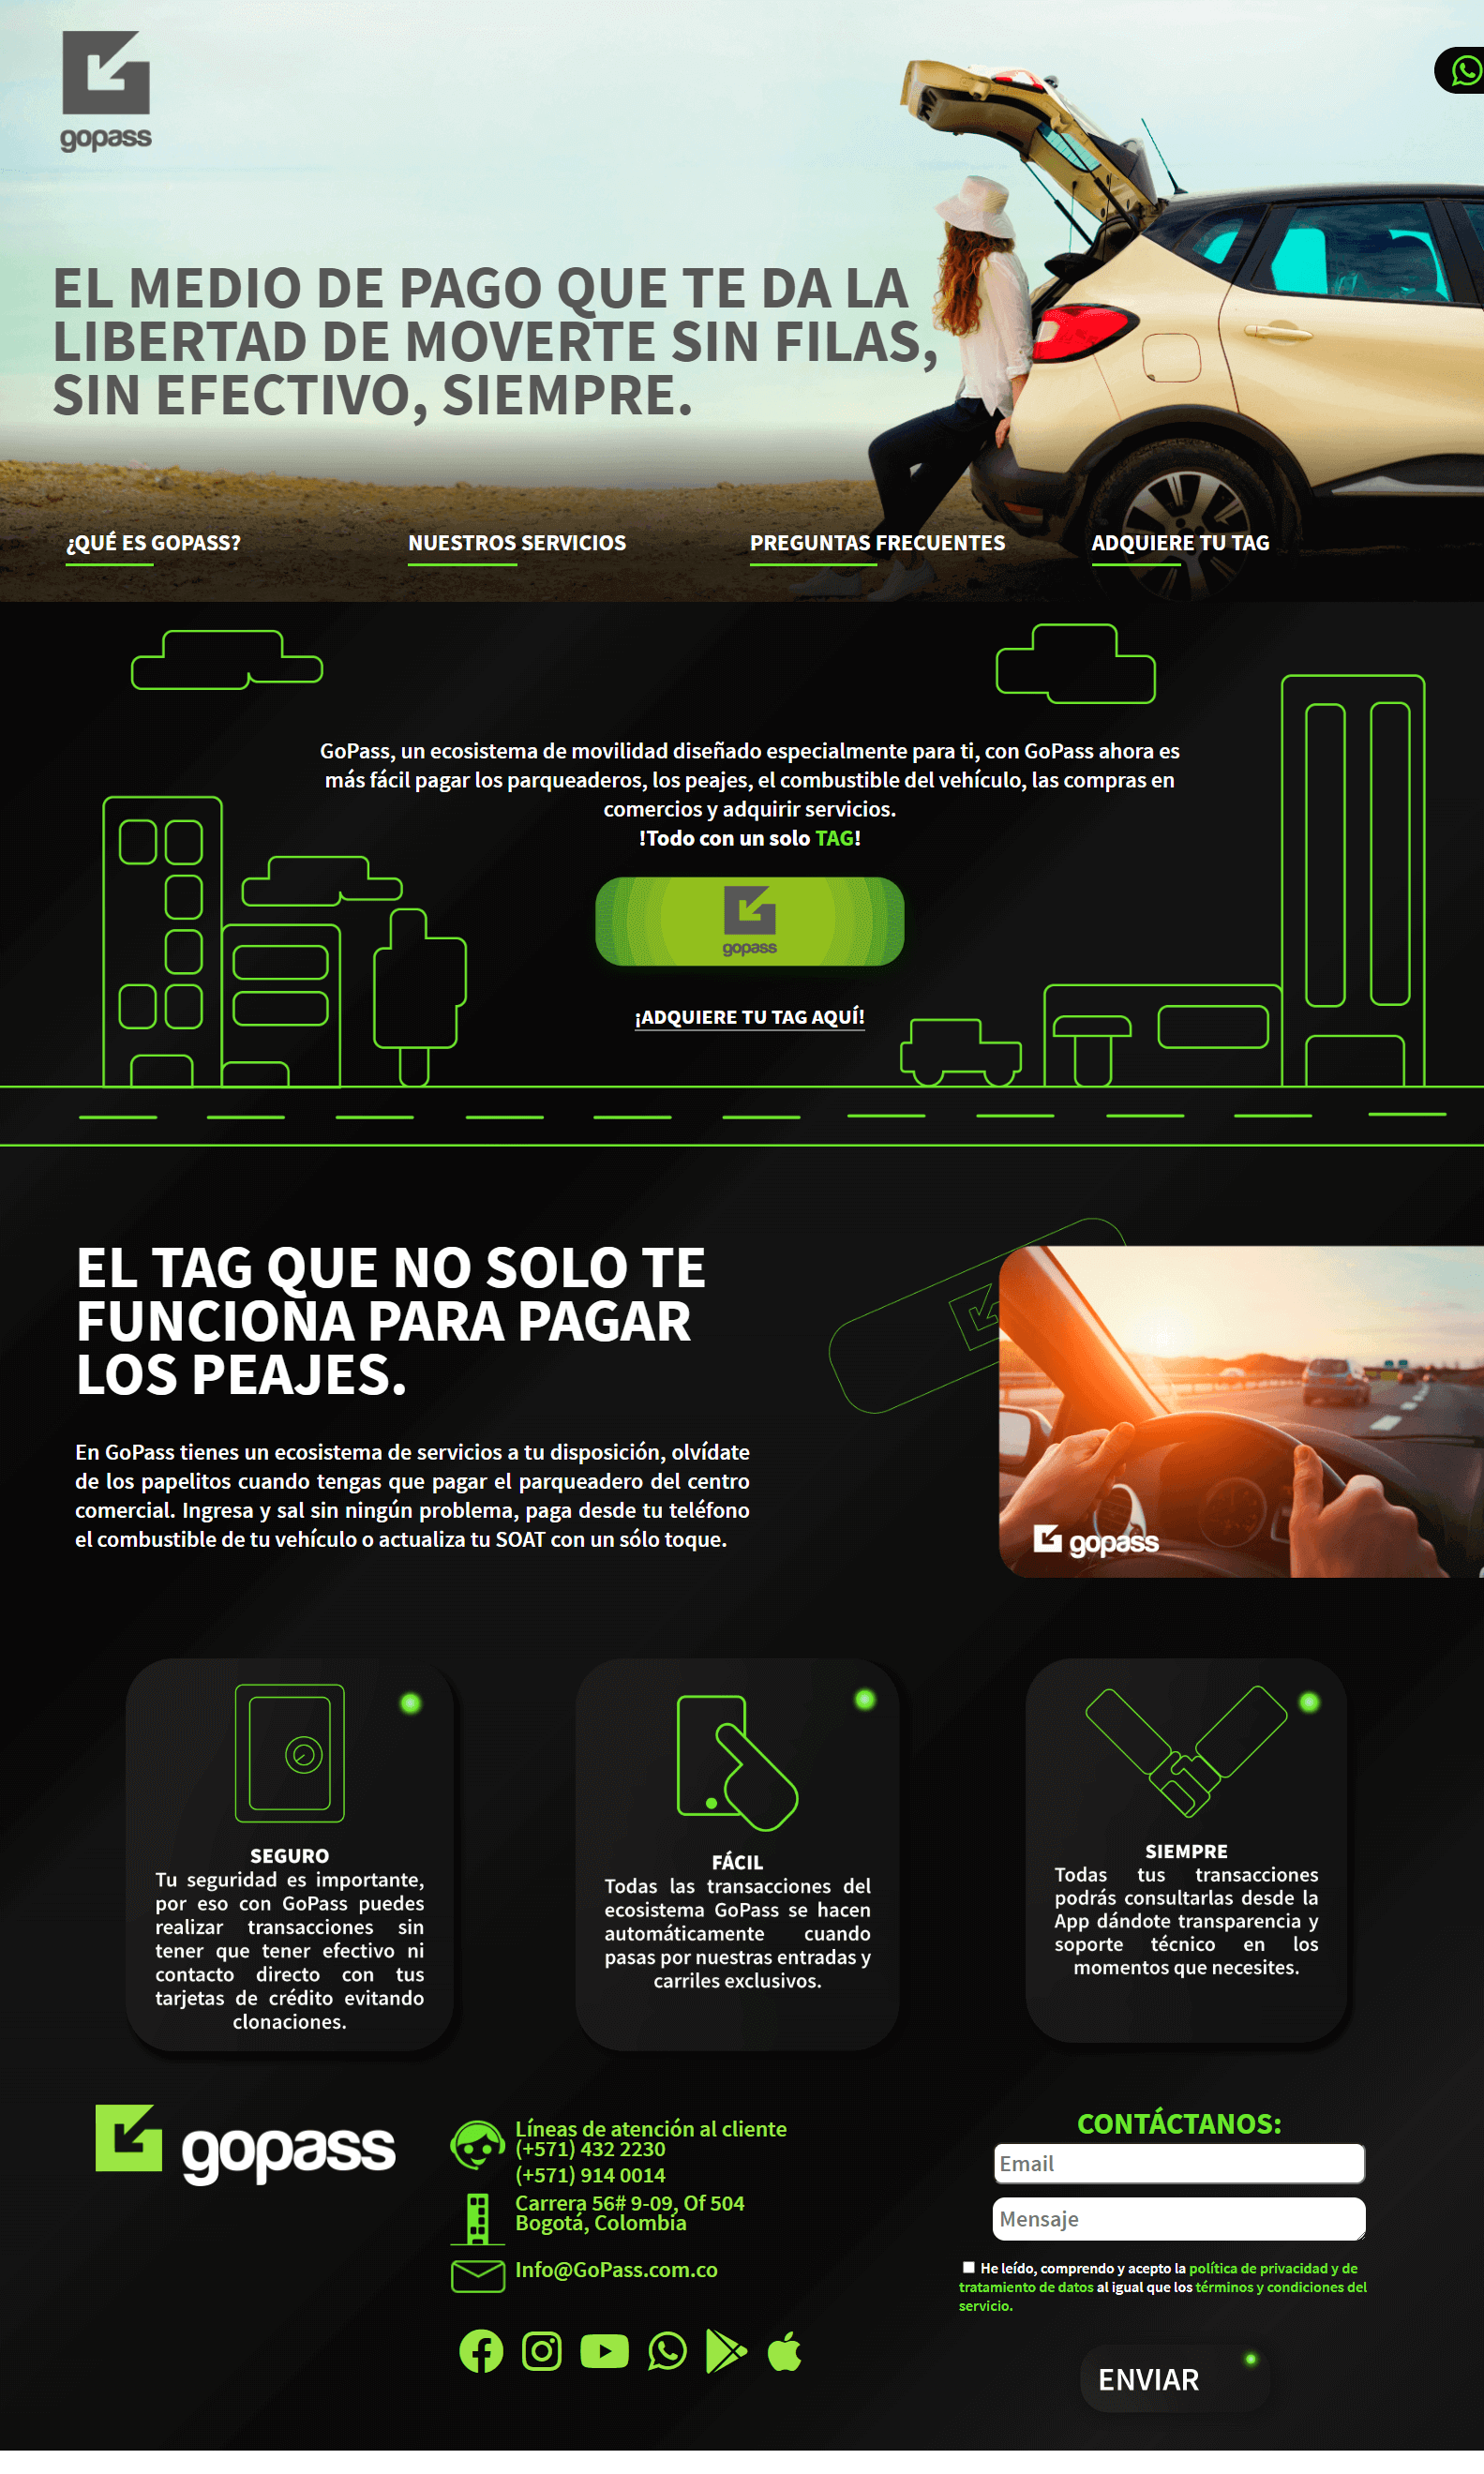 gopass
EL MEDIO DE PAGO QUE TE DA LA
LIBERTAD DE MOVERTE SIN FILAS,
SIN EFECTIVO, SIEMPRE.
¿QUÉ ES GOPASS?
NUESTROS SERVICIOS
PREGUNTAS FRECUENTES
ADQUIERE TU TAG
GoPass, un ecosistema de movilidad diseñado especialmente para ti, con GoPass ahora es
más fácil pagar los parqueaderos, los peajes, el combustible del vehículo, las compras en
comercios y adquirir servicios.
!Todo con un solo TAG!
gopass
¡ADQUIERE TU TAG AQUÍ!
EL TAG QUE NO SOLO TE
FUNCIONA PARA PAGAR
LOS PEAJES.
En GoPass tienes un ecosistema de servicios a tu disposición, olvídate
de los papelitos cuando tengas que pagar el parqueadero del centro
comercial. Ingresa y sal sin ningún problema, paga desde tu teléfono
el combustible de tu vehículo o actualiza tu SOAT con un sólo toque.
gopass
SEGURO
Tu seguridad es importante,
por eso con GoPass puedes
realizar transacciones sin
tener que tener efectivo ni
contacto directo con tus
tarjetas de crédito evitando
clonaciones.
FÁCIL
Todas las transacciones del
ecosistema GoPass se hacen
automáticamente cuando
pasas por nuestras entradas y
carriles exclusivos.
SIEMPRE
Todas tus transacciones
podrás consultarlas desde la
App dándote transparencia y
soporte técnico en los
momentos que necesites.
gopass
Líneas de atención al cliente
(+571) 432 2230
(+571) 914 0014
Carrera 56# 9-09, Of 504
Bogotá, Colombia
Info@GoPass.com.co
CONTÁCTANOS:
Email
Mensaje
He leído, comprendo y acepto la política de privacidad y de
tratamiento de datos al igual que los términos y condiciones del
servicio.
ENVIAR